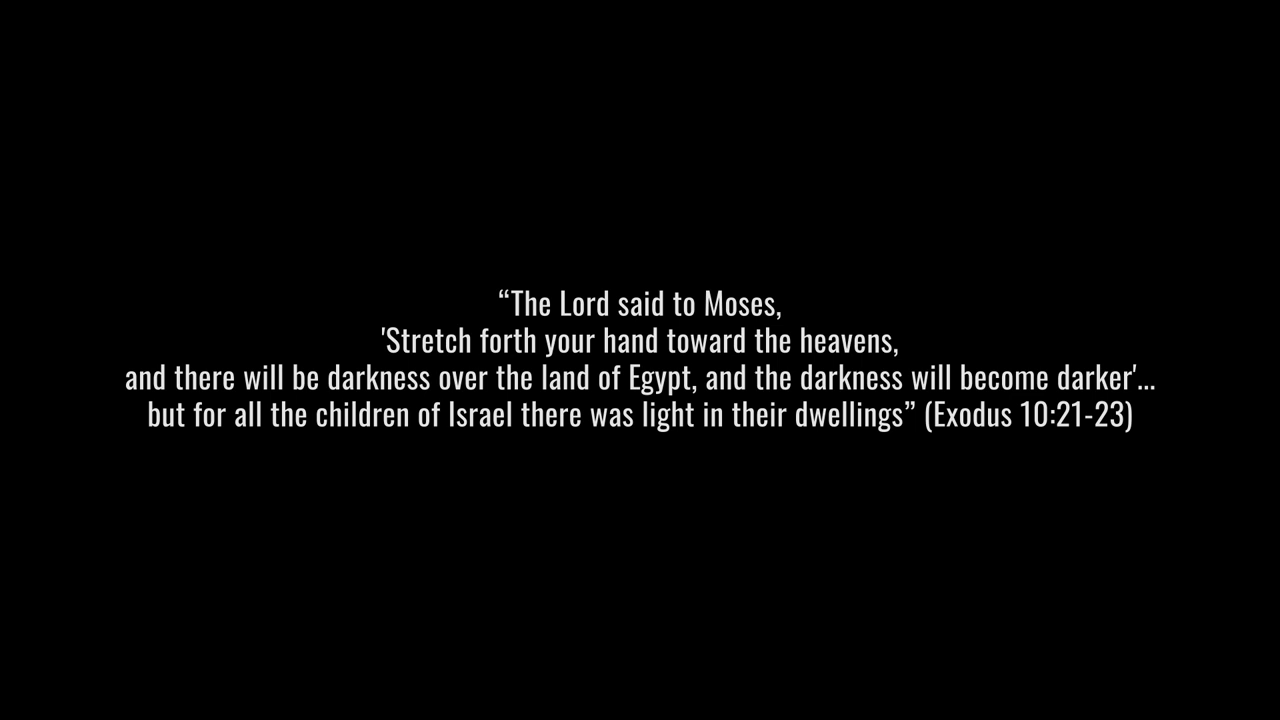 “The Lord said to Moses,
'Stretch forth your hand toward the heavens,
and there will be darkness over the land of Egypt, and the darkness will become darker'...
but for all the children of Israel there was light in their dwellings” (Exodus 10:21-23)